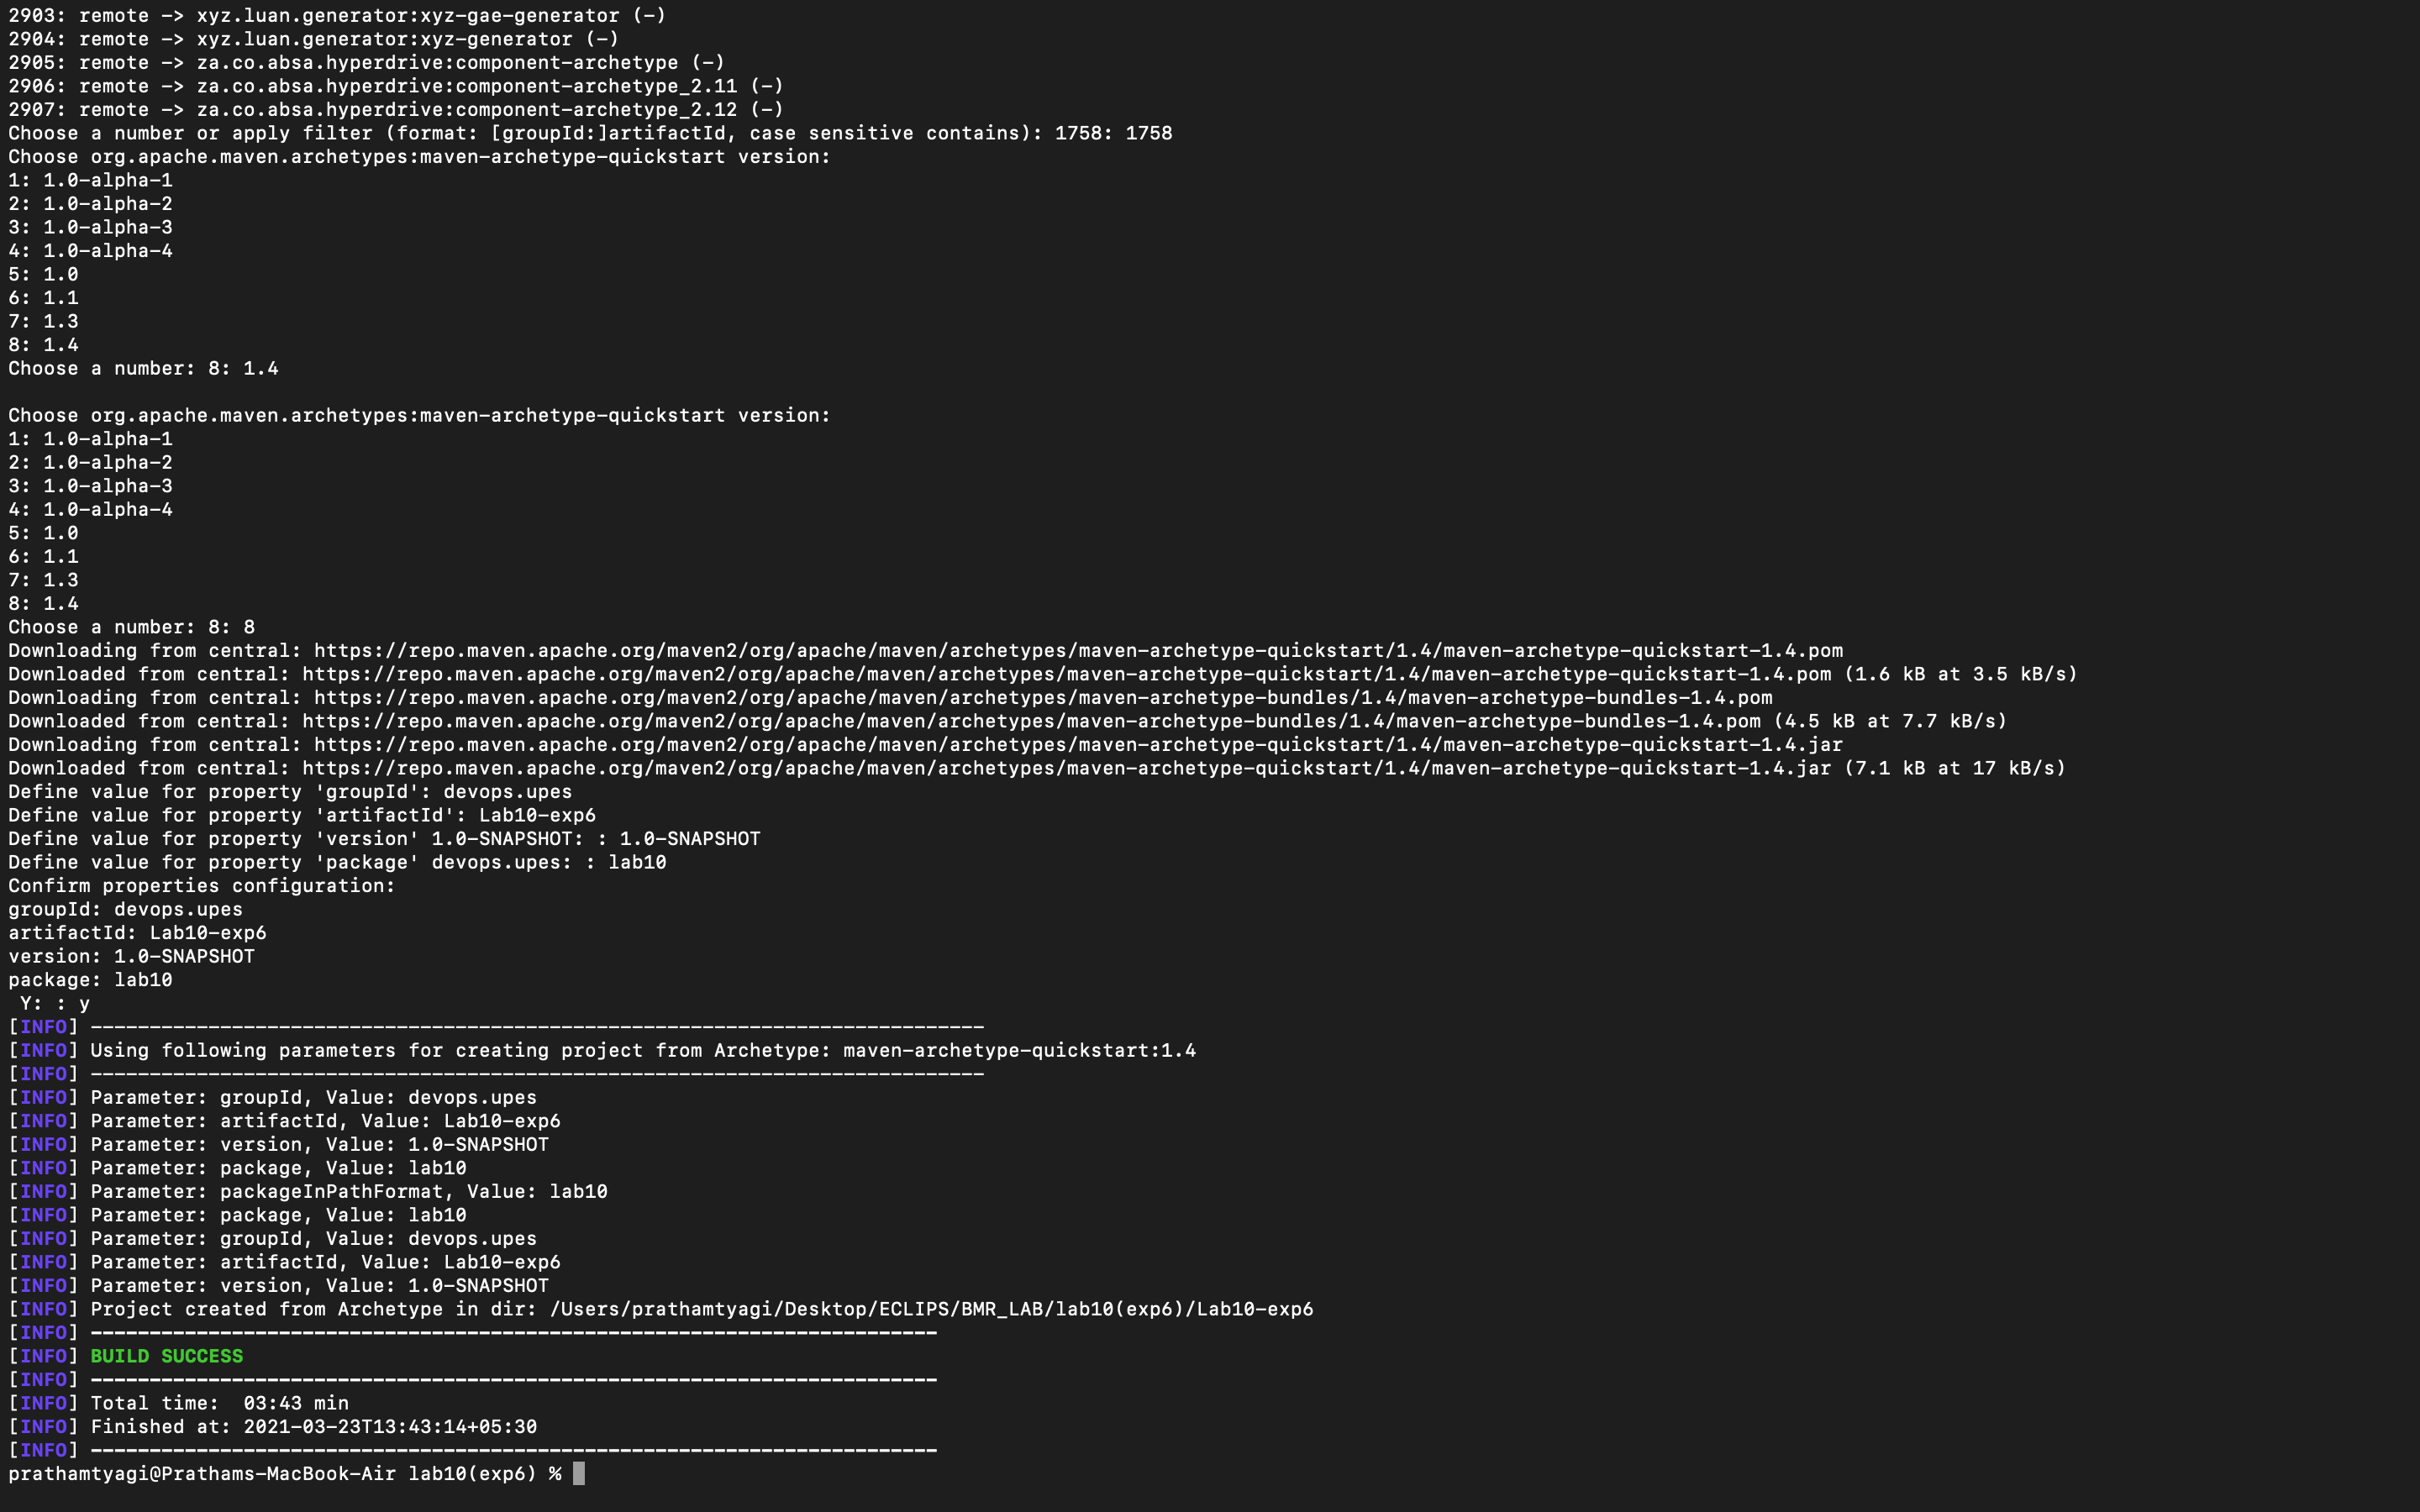 2903: remote -> xyz.luan.generator:xyz-gae-generator (-)
2904: remote -> xyz.luan.generator:xyz-generator (-)
2905: remote -> za.co.absa.hyperdrive:component-archetype (-)
2906: remote -> za.co.absa.hyperdrive:component-archetype_2.11 (-)
2907: remote -> za.co.absa.hyperdrive:component-archetype_2.12 (-)
Choose a number or apply filter (format: [groupId:]artifactId, case sensitive contains): 1758: 1758
Choose org.apache.maven.archetypes:maven-archetype-quickstart version:
1: 1.0-alpha-1
2: 1.0-alpha-2
3: 1.0-alpha-3
4: 1.0-alpha-4
5: 1.0
6: 1.1
7: 1.3
8: 1.4
Choose a number: 8: 1.4

Choose org.apache.maven.archetypes:maven-archetype-quickstart version:
1: 1.0-alpha-1
2: 1.0-alpha-2
3: 1.0-alpha-3
4: 1.0-alpha-4
5: 1.0
6: 1.1
7: 1.3
8: 1.4
Choose a number: 8: 8
Downloading from central: https://repo.maven.apache.org/maven2/org/apache/maven/archetypes/maven-archetype-quickstart/1.4/maven-archetype-quickstart-1.4.pom
Downloaded from central: https://repo.maven.apache.org/maven2/org/apache/maven/archetypes/maven-archetype-quickstart/1.4/maven-archetype-quickstart-1.4.pom (1.6 kB at 3.5 kB/s)
Downloading from central: https://repo.maven.apache.org/maven2/org/apache/maven/archetypes/maven-archetype-bundles/1.4/maven-archetype-bundles-1.4.pom
Downloaded from central: https://repo.maven.apache.org/maven2/org/apache/maven/archetypes/maven-archetype-bundles/1.4/maven-archetype-bundles-1.4.pom (4.5 kB at 7.7 kB/s)
Downloading from central: https://repo.maven.apache.org/maven2/org/apache/maven/archetypes/maven-archetype-quickstart/1.4/maven-archetype-quickstart-1.4.jar
Downloaded from central: https://repo.maven.apache.org/maven2/org/apache/maven/archetypes/maven-archetype-quickstart/1.4/maven-archetype-quickstart-1.4.jar (7.1 kB at 17 kB/s)
Define value for property 'groupId': devops.upes
Define value for property 'artifactId': Lab10-exp6
Define value for property 'version' 1.0-SNAPSHOT: : 1.0-SNAPSHOT
Define value for property 'package' devops.upes: : lab10
Confirm properties configuration:
groupId: devops.upes
artifactId: Lab10-exp6
version: 1.0-SNAPSHOT
package: lab10
 Y: : y
[INFO] ----------------------------------------------------------------------------
[INFO] Using following parameters for creating project from Archetype: maven-archetype-quickstart:1.4
[INFO] ----------------------------------------------------------------------------
[INFO] Parameter: groupId, Value: devops.upes
[INFO] Parameter: artifactId, Value: Lab10-exp6
[INFO] Parameter: version, Value: 1.0-SNAPSHOT
[INFO] Parameter: package, Value: lab10
[INFO] Parameter: packageInPathFormat, Value: lab10
[INFO] Parameter: package, Value: lab10
[INFO] Parameter: groupId, Value: devops.upes
[INFO] Parameter: artifactId, Value: Lab10-exp6
[INFO] Parameter: version, Value: 1.0-SNAPSHOT
[INFO] Project created from Archetype in dir: /Users/prathamtyagi/Desktop/ECLIPS/BMR_LAB/lab10(exp6)/Lab10-exp6
[INFO] ------------------------------------------------------------------------
[INFO] BUILD SUCCESS
[INFO] ------------------------------------------------------------------------
[INFO] Total time:  03:43 min
[INFO] Finished at: 2021-03-23T13:43:14+05:30
[INFO] ------------------------------------------------------------------------
prathamtyagi@Prathams-MacBook-Air lab10(exp6) %